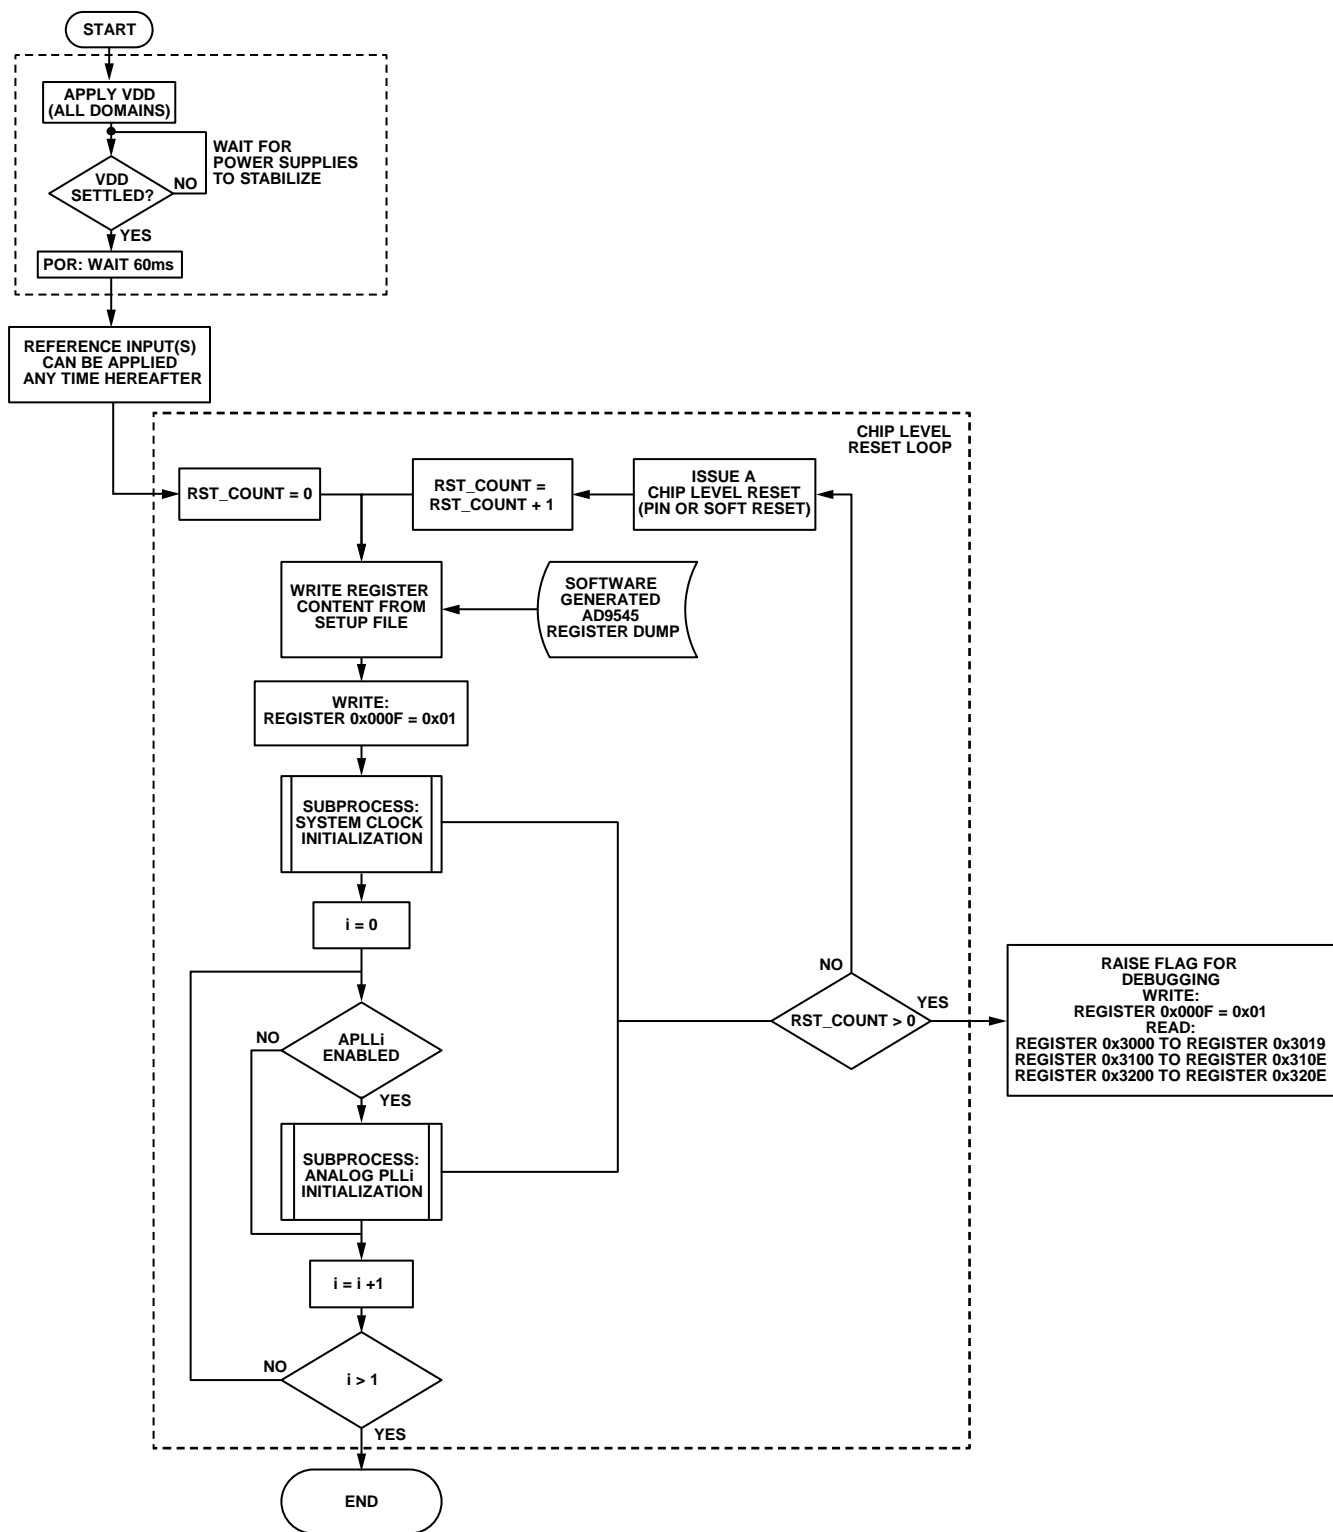 START
APPLY VDD
(ALL DOMAINS)
WAIT FOR
POWER SUPPLIES
TO STABILIZE
VDD
SETTLED?
NO
YES
POR: WAIT 60ms
REFERENCE INPUT(S)
CAN BE APPLIED
ANY TIME HEREAFTER
CHIP LEVEL
RESET LOOP
RST_COUNT = 0
RST_COUNT =
RST_COUNT + 1
ISSUE A
CHIP LEVEL RESET
(PIN OR SOFT RESET)
WRITE REGISTER
CONTENT FROM
SETUP FILE
SOFTWARE
GENERATED
AD9545
REGISTER DUMP
WRITE:
REGISTER 0x000F = 0x01
SUBPROCESS:
SYSTEM CLOCK
INITIALIZATION
i = 0
NO
RST_COUNT > 0
YES
RAISE FLAG FOR
DEBUGGING
WRITE:
REGISTER 0x000F = 0x01
READ:
REGISTER 0x3000 TO REGISTER 0x3019
REGISTER 0x3100 TO REGISTER 0x310E
REGISTER 0x3200 TO REGISTER 0x320E
NO
APLLi
ENABLED
YES
SUBPROCESS:
ANALOG PLLi
INITIALIZATION
i = i +1
NO
i > 1
YES
END